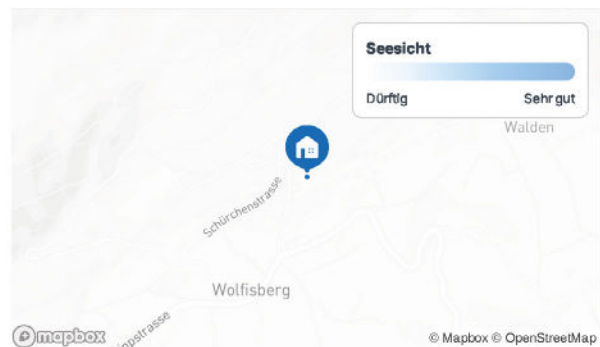 Seesicht
Dürftig Sehr gut
Walden
Schürchenstrasse
Wolfisberg
mapbox
© Mapbox © OpenStreetMap